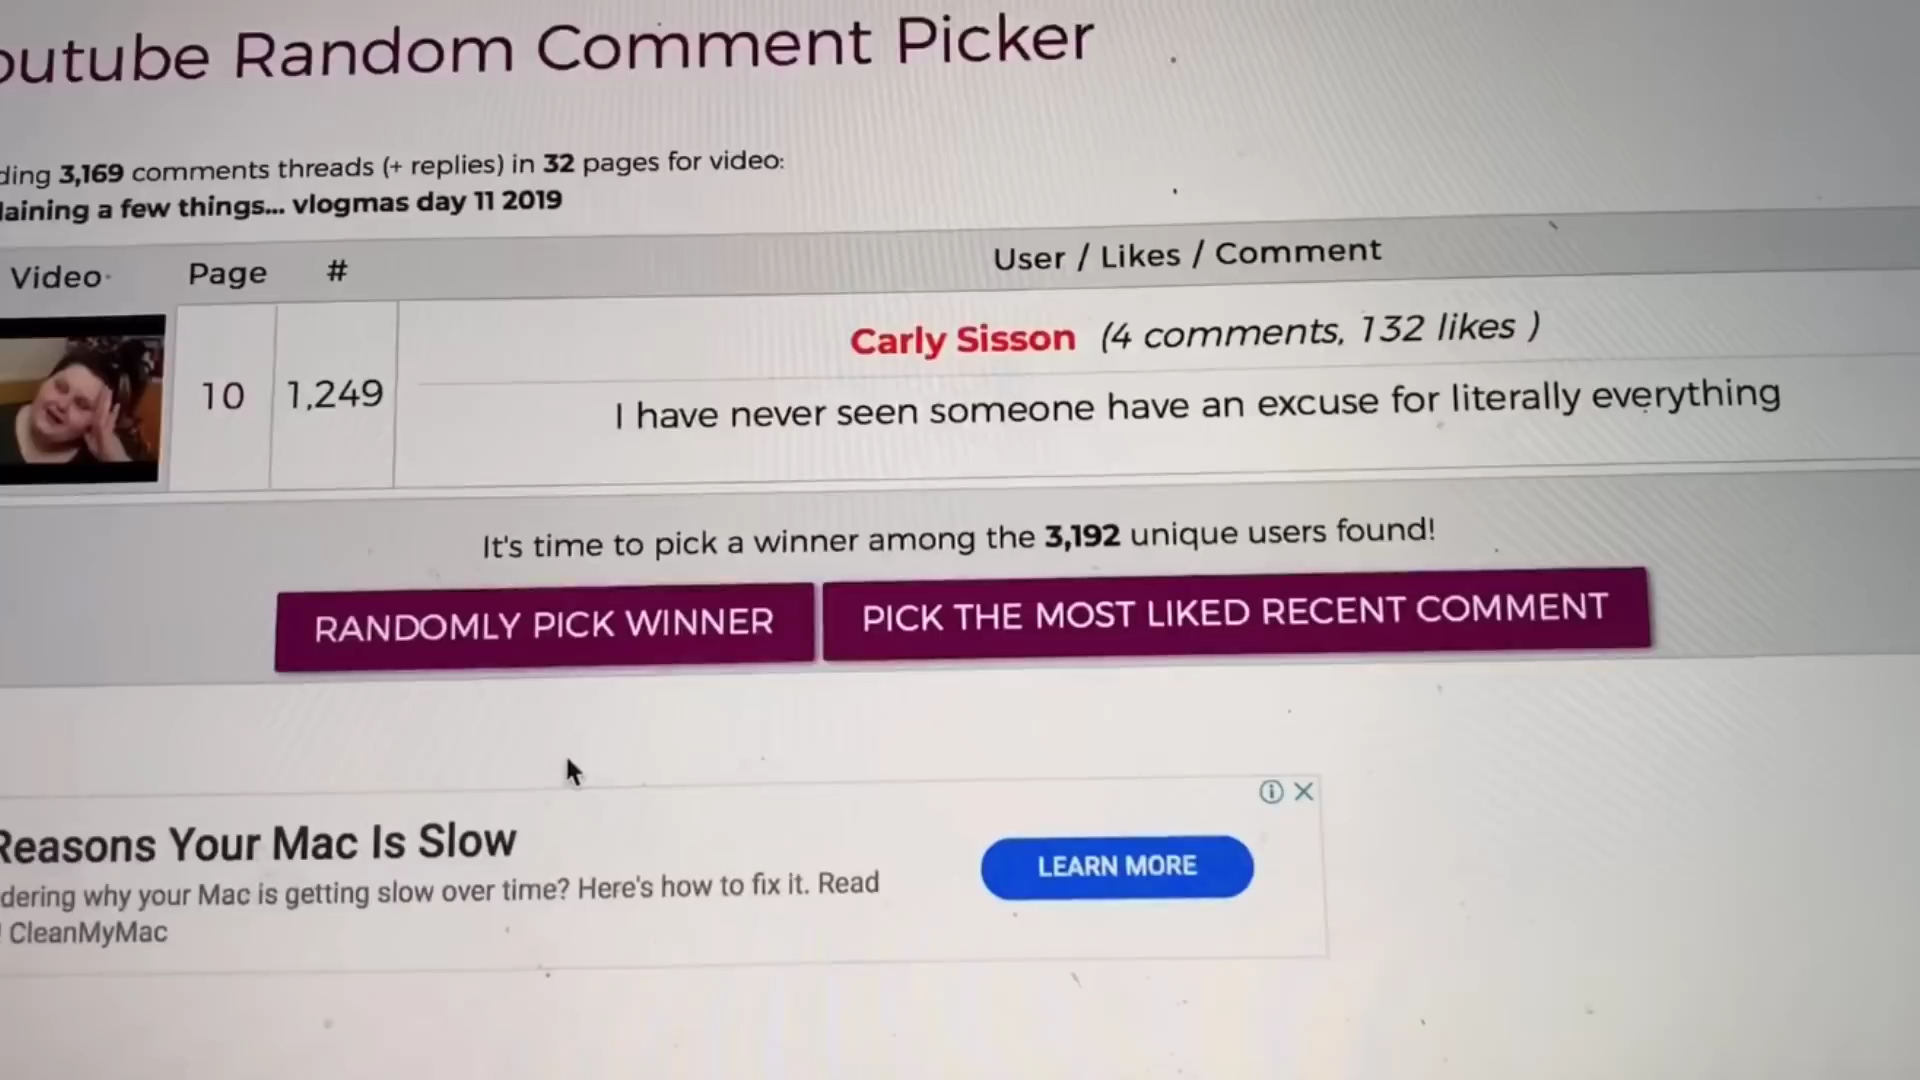 outube Random Comment Picker
ding 3,169 comments threads (+ replies) in 32 pages for video:
laining a few things... vlogmas day 11 2019
Video Page # User / Likes / Comment
Carly Sisson (4 comments, 132 likes )
10 1,249 I have never seen someone have an excuse for literally everything
It's time to pick a winner among the 3,192 unique users found!
RANDOMLY PICK WINNER PICK THE MOST LIKED RECENT COMMENT
Reasons Your Mac Is Slow
dering why your Mac is getting slow over time? Here's how to fix it. Read
CleanMyMac
LEARN MORE